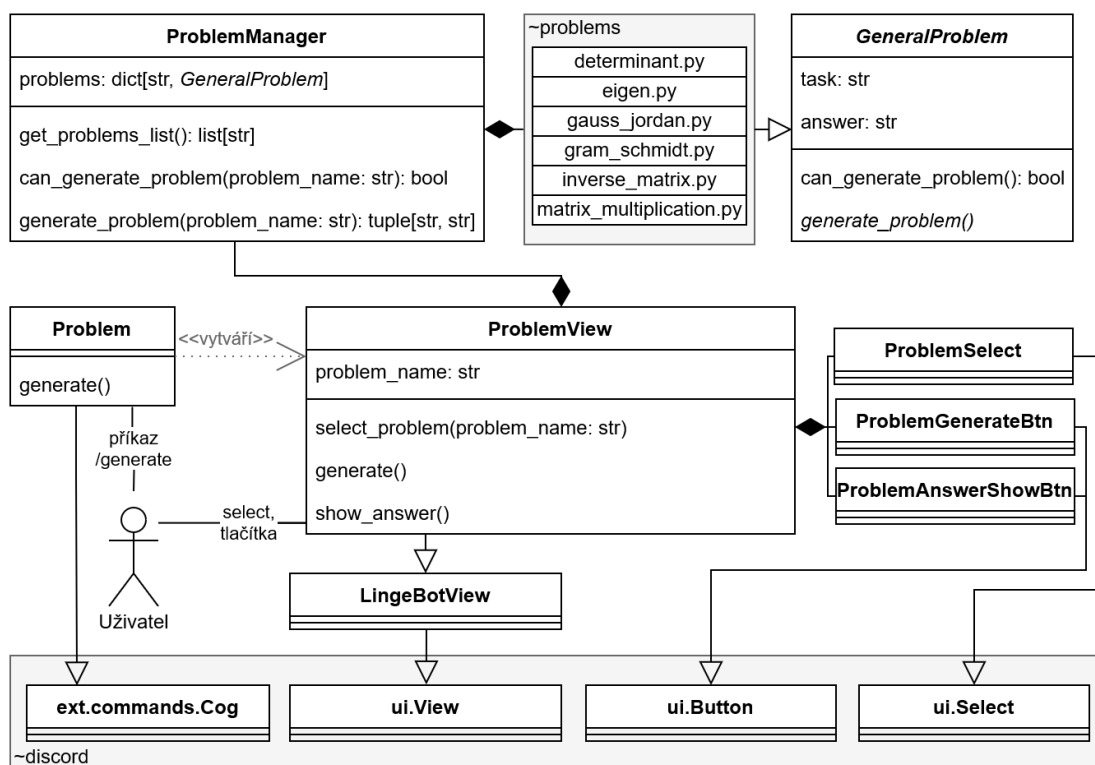 ProblemManager
problems: dict[str, GeneralProblem]
get_problems_list(): list[str]
can_generate_problem(problem_name: str): bool
generate_problem(problem_name: str): tuple[str, str]
~problems
determinant.py
eigen.py
gauss_jordan.py
gram_schmidt.py
inverse_matrix.py
matrix_multiplication.py
GeneralProblem
task: str
answer: str
can_generate_problem(): bool
generate_problem()
Problem
generate()
<<vytváří>>
ProblemView
problem_name: str
select_problem(problem_name: str)
generate()
show_answer()
ProblemSelect
ProblemGenerateBtn
ProblemAnswerShowBtn
příkaz
/generate
select,
tlačítka
Uživatel
LingeBotView
ext.commands.Cog
ui.View
ui.Button
ui.Select
~discord